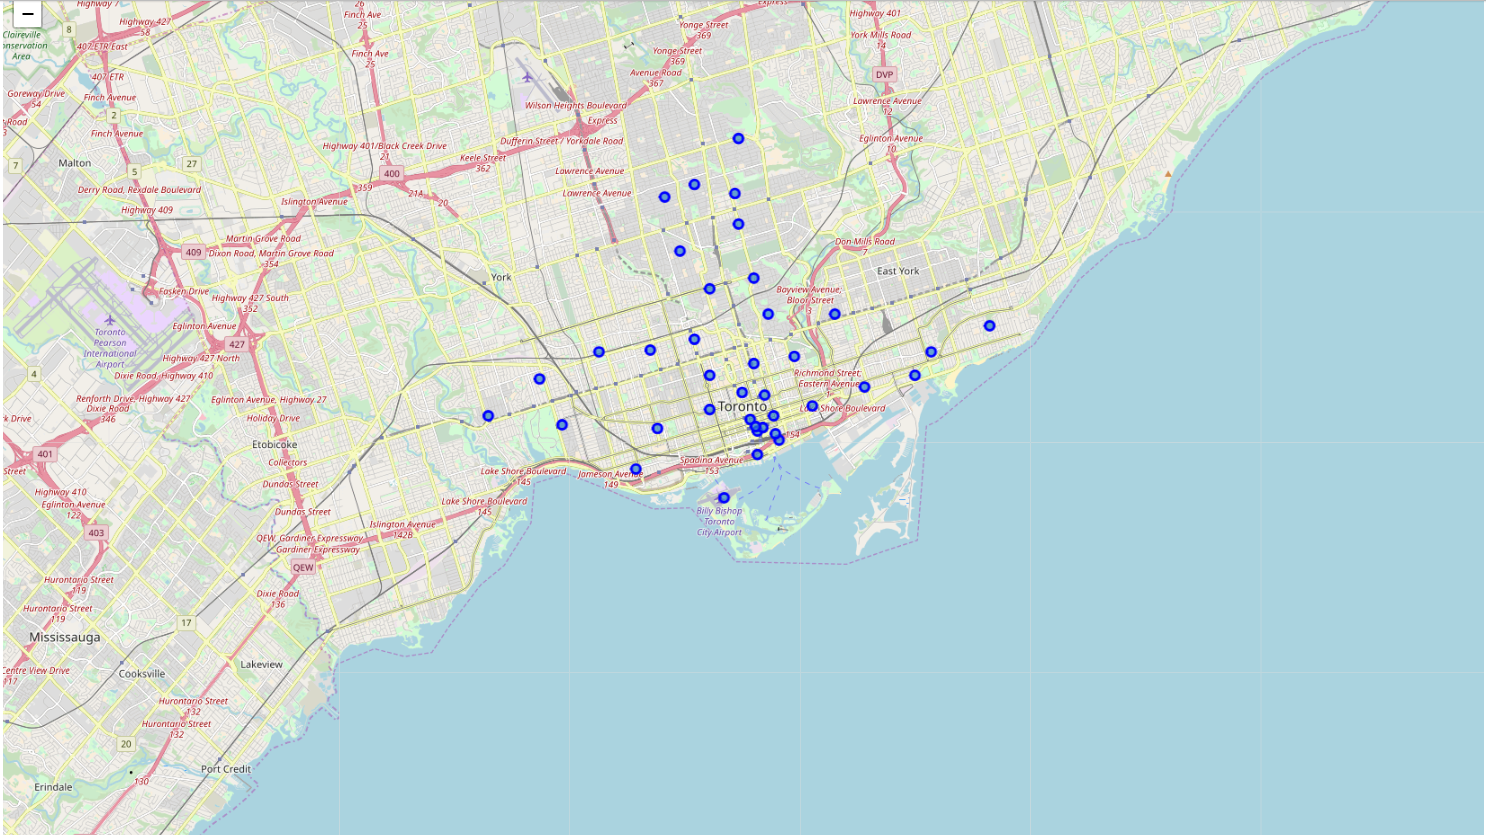 −
Highway 7
Highway 427
58
8
Claireville
onservation
Area
407 ETR East
407 ETR
Goreway Drive
54
Finch Avenue
2
Road
Finch Avenue
Finch Ave
25
26
Finch Ave
25
Express
Yonge Street
369
Yonge Street
369
Avenue Road
367
Highway 401
York Mills Road
14
DVP
Lawrence Avenue
12
Eglinton Avenue
10
Wilson Heights Boulevard
Express
Dufferin Street / Yorkdale Road
Highway 401/Black Creek Drive
21
Keele Street
362
7
Malton
27
5
400
359
21A
20
Derry Road, Rexdale Boulevard
Highway 409
Islington Avenue
Lawrence Avenue
Lawrence Avenue
409
Martin Grove Road
Dixon Road, Martin Grove Road
354
Don Mills Road
7
East York
York
Fasken Drive
Highway 427 South
352
Bayview Avenue,
Bloor Street
Toronto
Pearson
International
Airport
Eglinton Avenue
427
Highway 427 North
4
Dixie Road, Highway 410
Richmond Street,
Eastern Avenue
Renforth Drive, Highway 427
Dixie Road
346
Eglinton Avenue, Highway 27
Holiday Drive
Toronto
Lake Shore Boulevard
k Drive
Etobicoke
154
401
Street
Collectors
Dundas Street
Lake Shore Boulevard
145
Jameson Avenue
149
Spadina Avenue
153
Highway 410
Eglinton Avenue
122
Lake Shore Boulevard
145
Dundas Street
Billy Bishop
Toronto
City Airport
403
Islington Avenue
142B
QEW, Gardiner Expressway
Gardiner Expressway
QEW
Hurontario Street
119
Dixie Road
136
Hurontario Street
119
17
Mississauga
Lakeview
Centre View Drive
117
Cooksville
Hurontario Street
132
Hurontario Street
132
20
Port Credit
130
Erindale